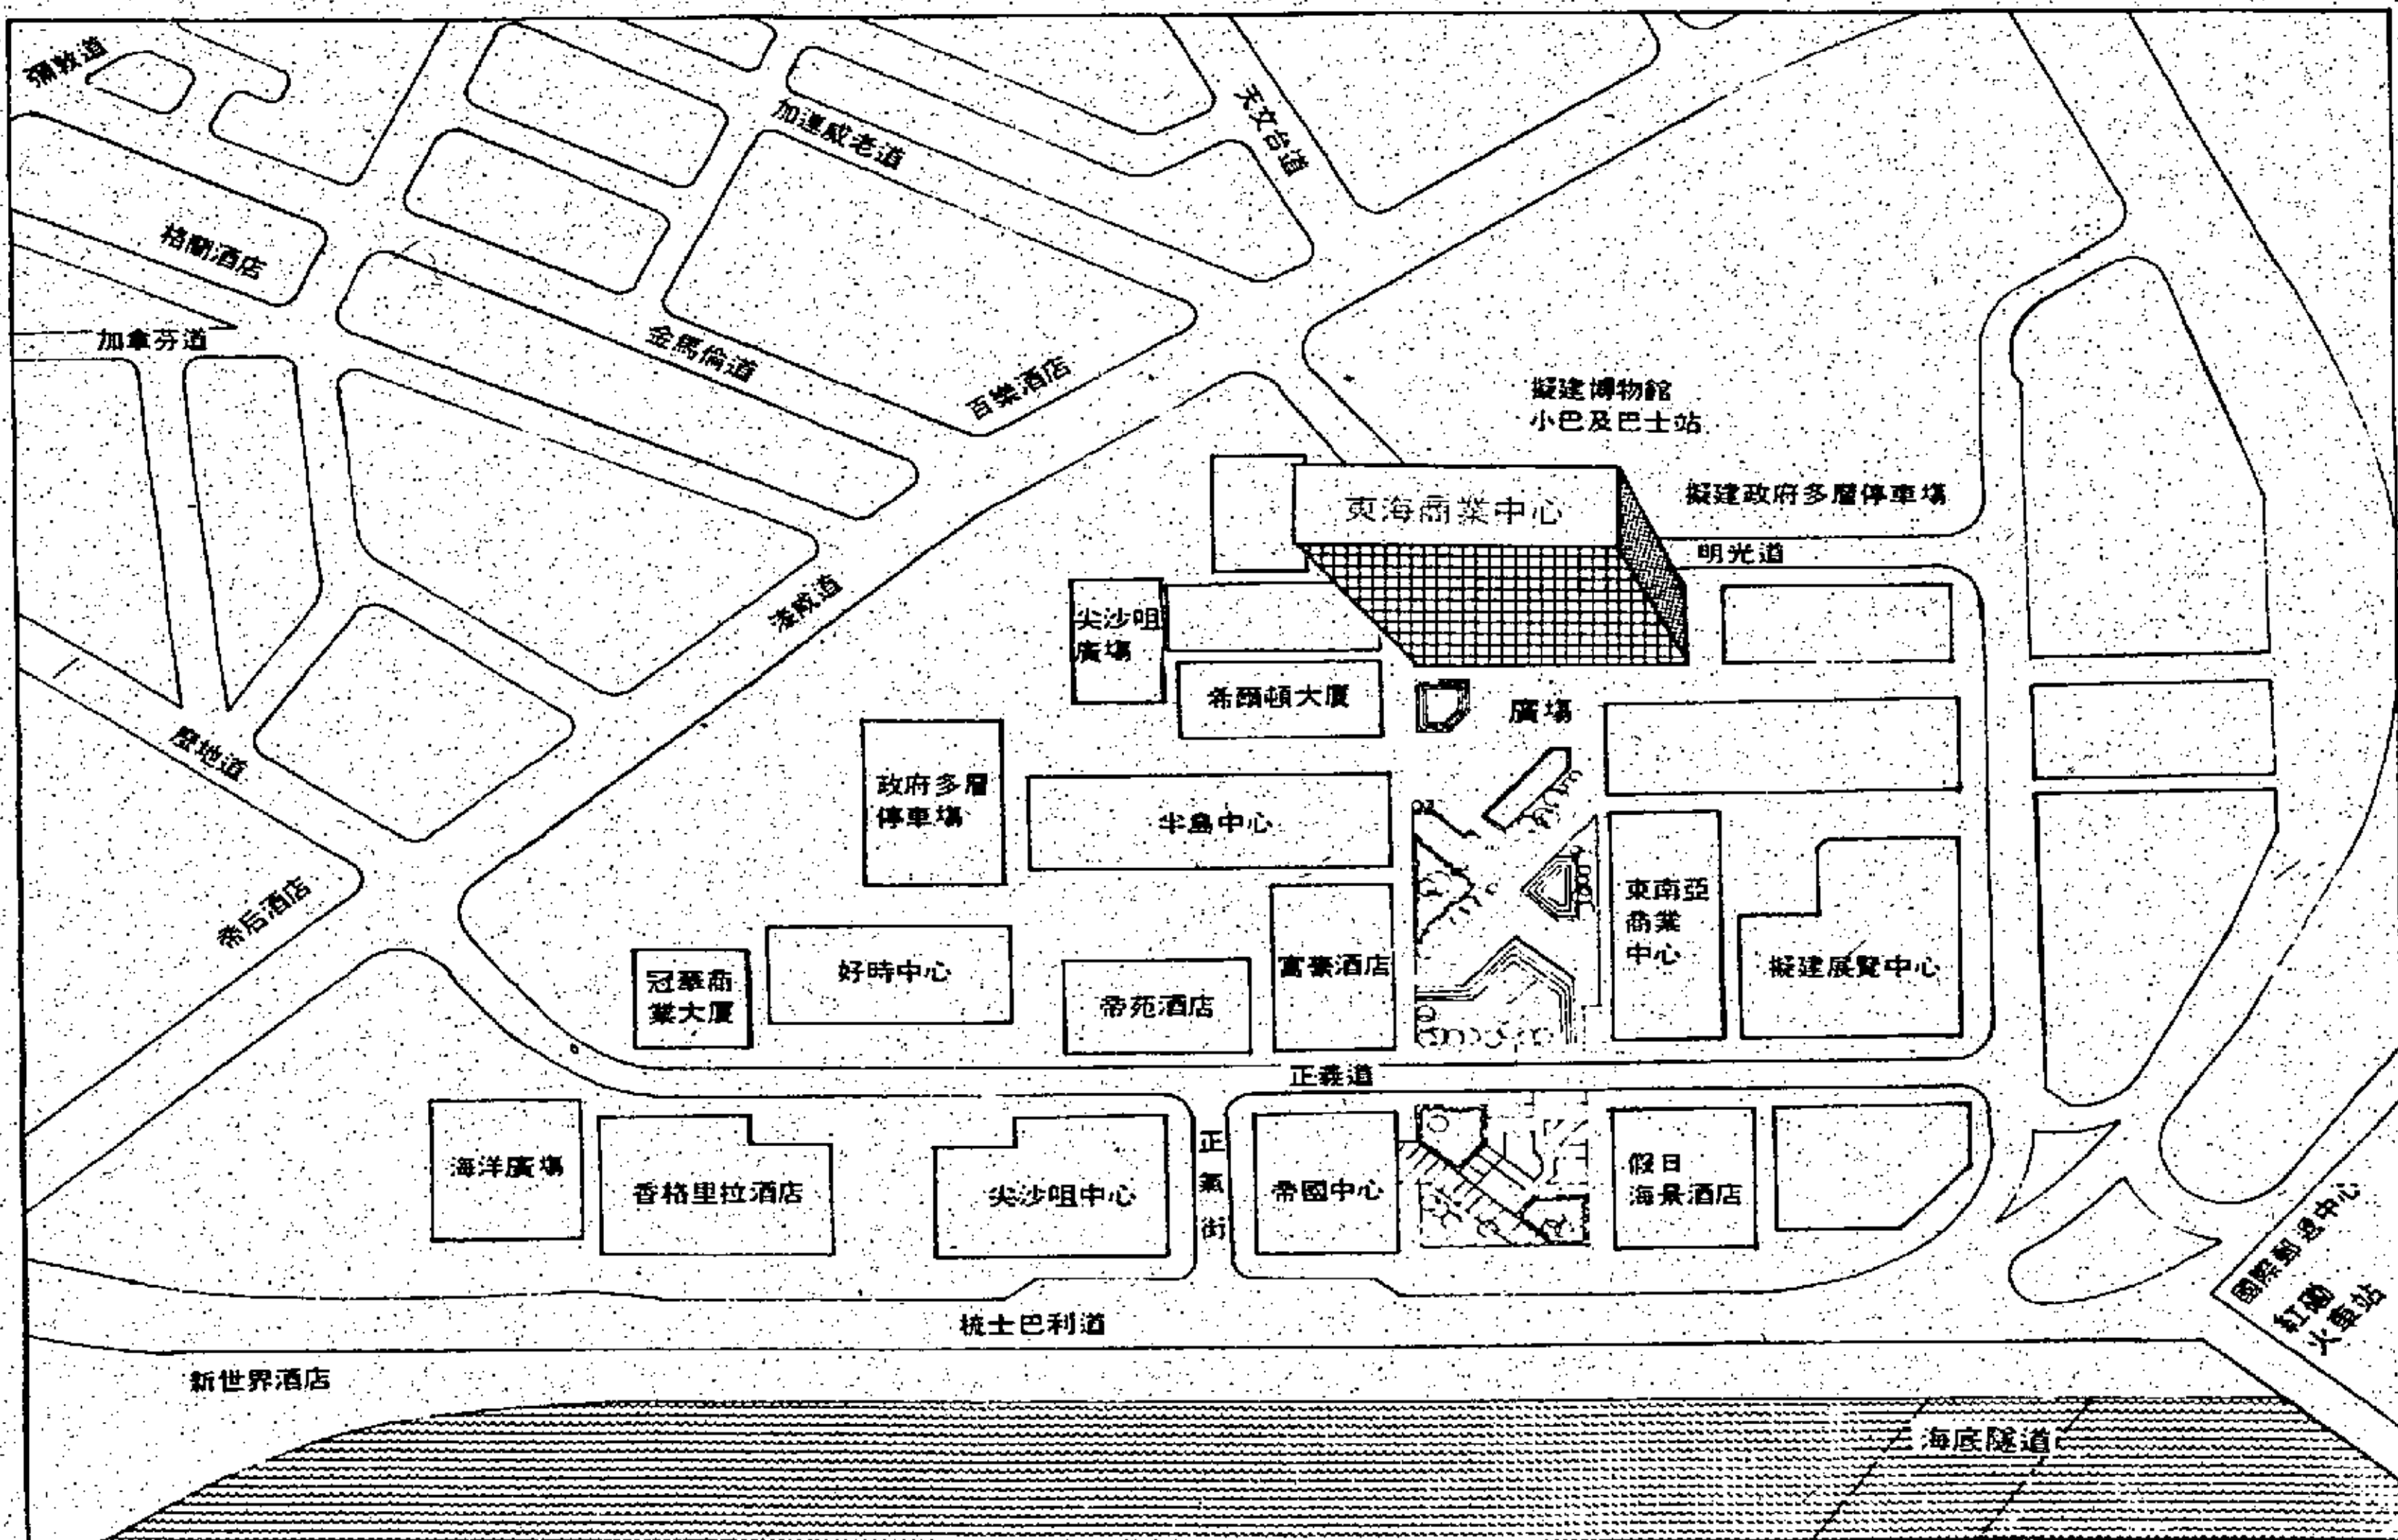 彌敦道
加連威老道
天文台道
格蘭酒店
加拿芬道
金馬倫道
百樂酒店
擬建博物館
小巴及巴士站
東海商業中心
擬建政府多層停車場
明光道
漆咸道
尖沙咀
廣場
希爾頓大廈
廣場
麼地道
政府多層
停車場
半島中心
帝后酒店
東南亞
商業
中心
冠華商
業大廈
好時中心
帝苑酒店
富豪酒店
擬建展覽中心
正義道
海洋廣場
香格里拉酒店
尖沙咀中心
正
氣
街
帝國中心
假日
海景酒店
國際郵遞中心
紅磡
火車站
梳士巴利道
新世界酒店
海底隧道